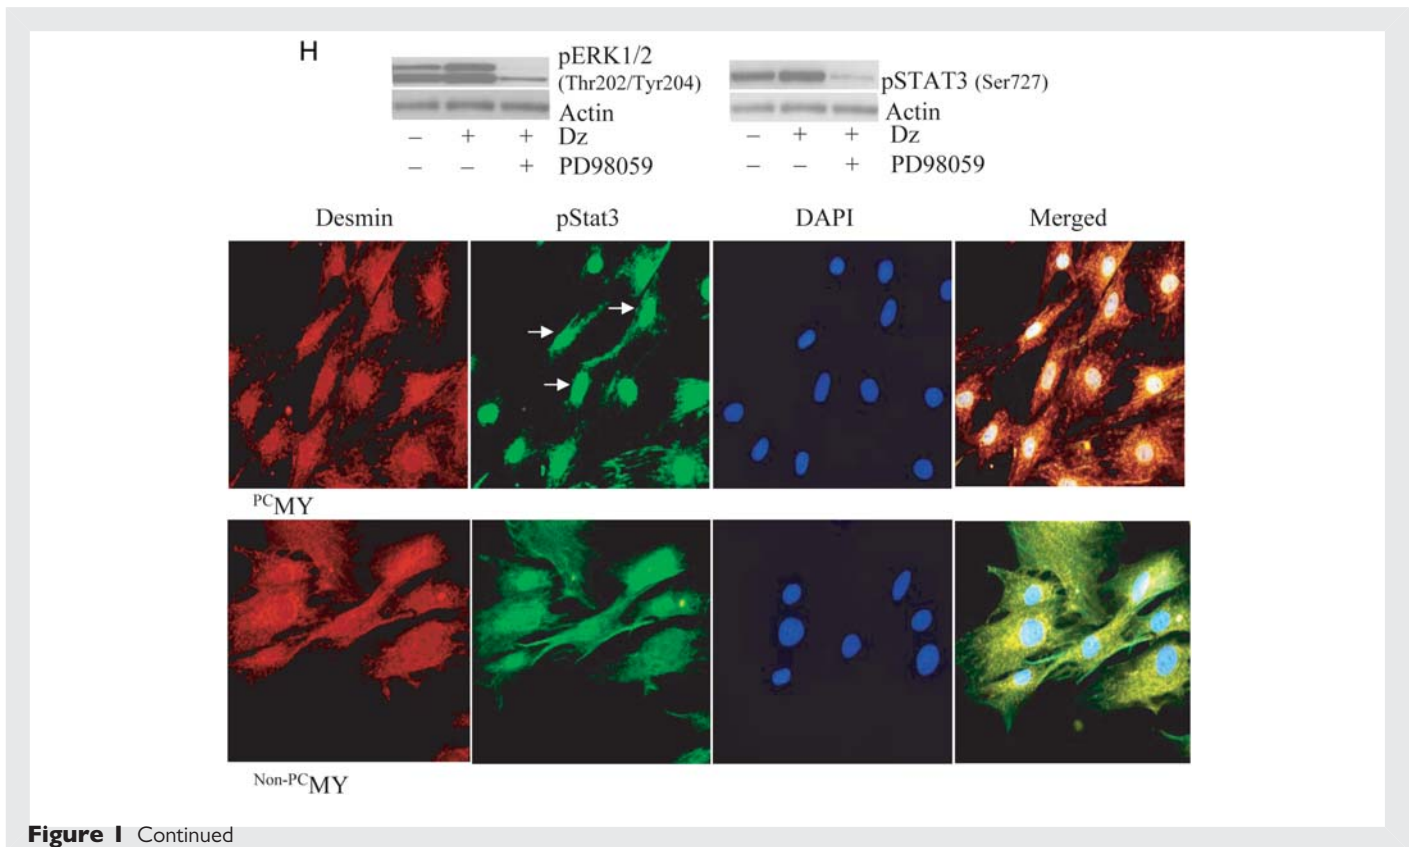 H
pERK1/2
(Thr202/Tyr204)
Actin
– + + Dz
– – + PD98059
pSTAT3 (Ser727)
Actin
– + + Dz
– – + PD98059
Desmin pStat3 DAPI Merged
PCMY
Non-PCMY
Figure 1 Continued